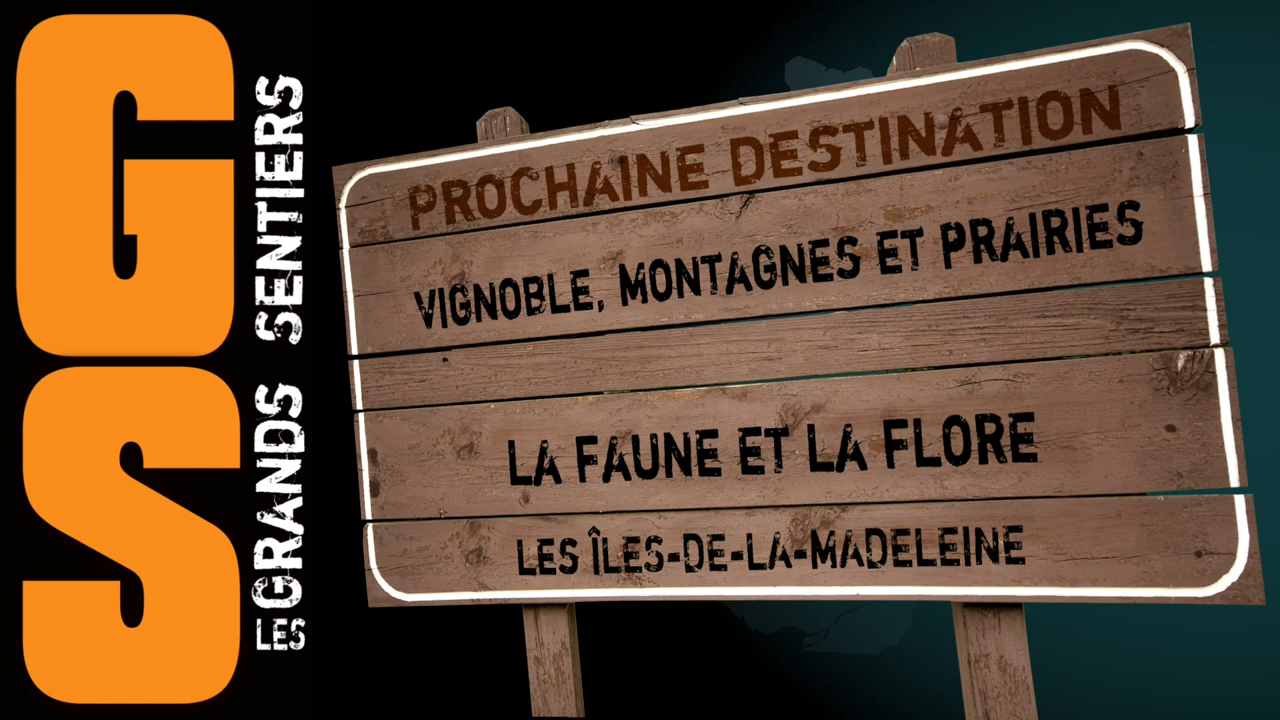 GS
LES GRANDS SENTIERS
PROCHAINE DESTINATION
VIGNOBLE, MONTAGNES ET PRAIRIES
LA FAUNE ET LA FLORE
LES ÎLES-DE-LA-MADELEINE